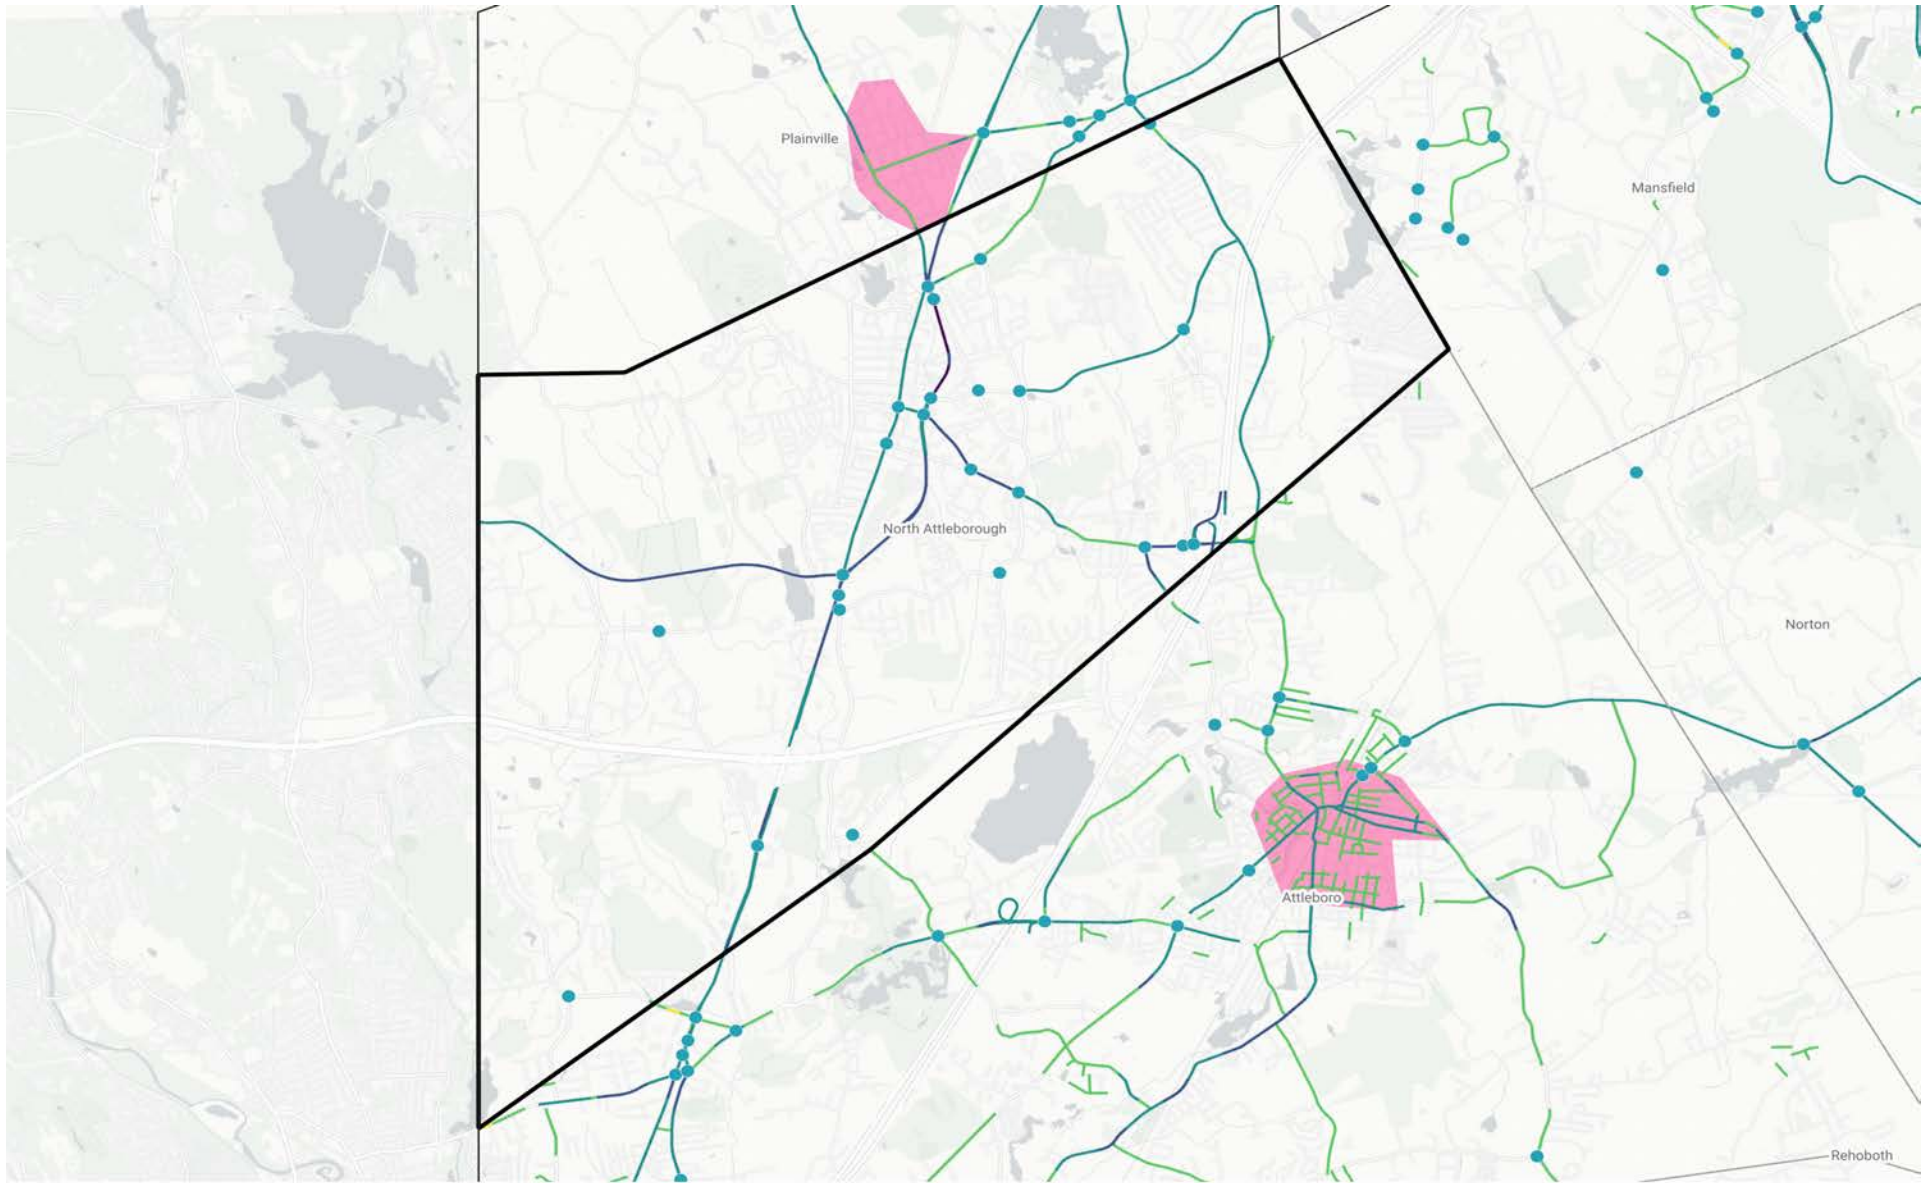 Plainville
Mansfield
North Attleborough
Norton
Attleboro
Rehoboth